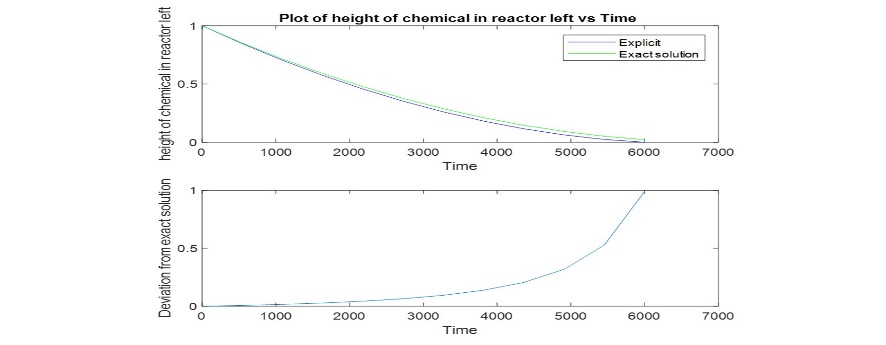 Plot of height of chemical in reactor left vs Time
height of chemical in reactor left
1
0.5
0
Explicit
Exact solution
0 1000 2000 3000 4000 5000 6000 7000
Time
Deviation from exact solution
1
0.5
0
0 1000 2000 3000 4000 5000 6000 7000
Time